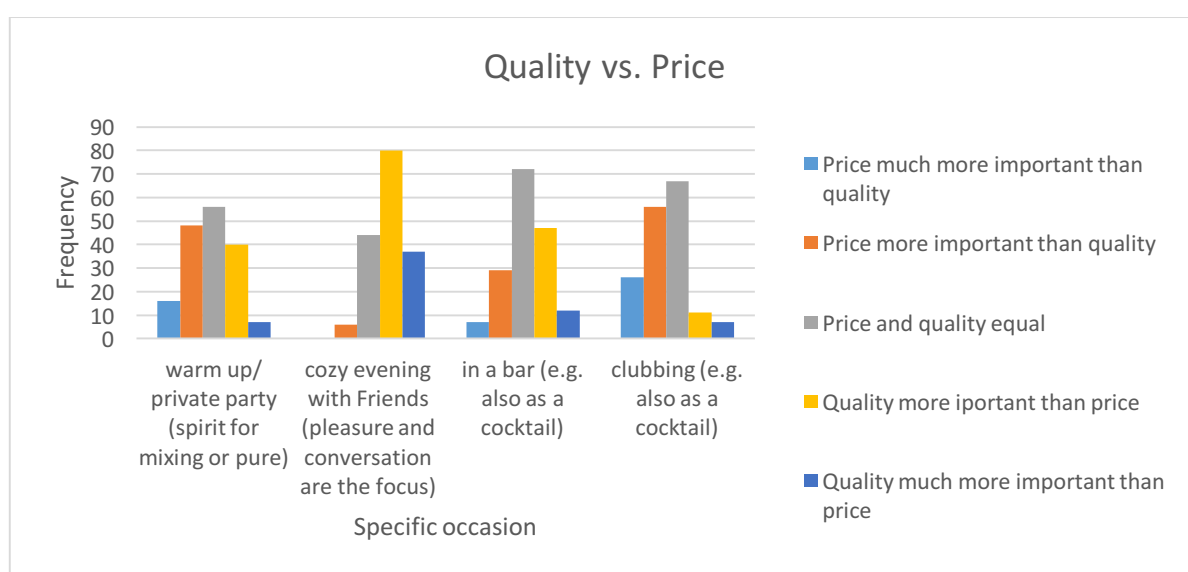 Quality vs. Price
Frequency
90
80
70
60
50
40
30
20
10
0
warm up/
private party
(spirit for
mixing or pure)
cozy evening
with Friends
(pleasure and
conversation
are the focus)
in a bar (e.g.
also as a
cocktail)
clubbing (e.g.
also as a
cocktail)
Specific occasion
Price much more important than
quality
Price more important than quality
Price and quality equal
Quality more iportant than price
Quality much more important than
price